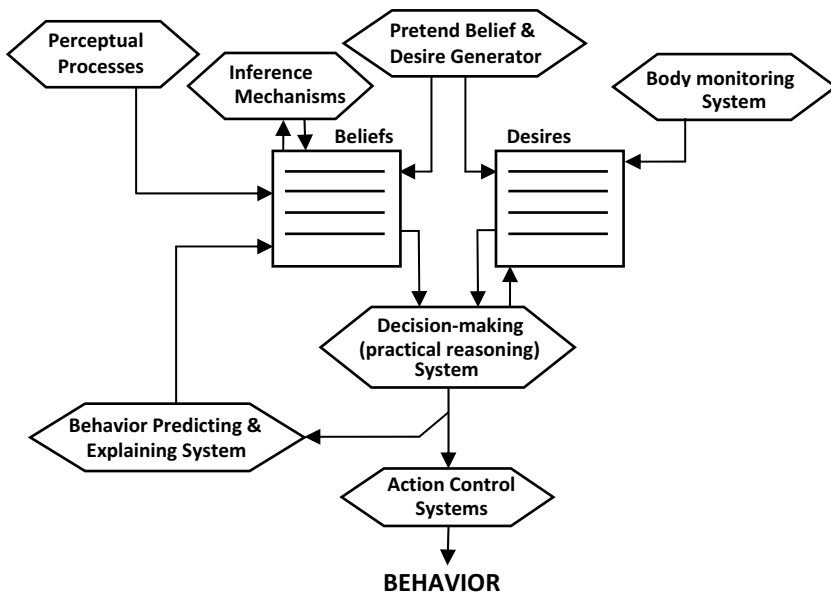 Perceptual
Processes
Inference
Mechanisms
Pretend Belief &
Desire Generator
Body monitoring
System
Beliefs
Desires
Decision-making
(practical reasoning)
System
Behavior Predicting &
Explaining System
Action Control
Systems
BEHAVIOR